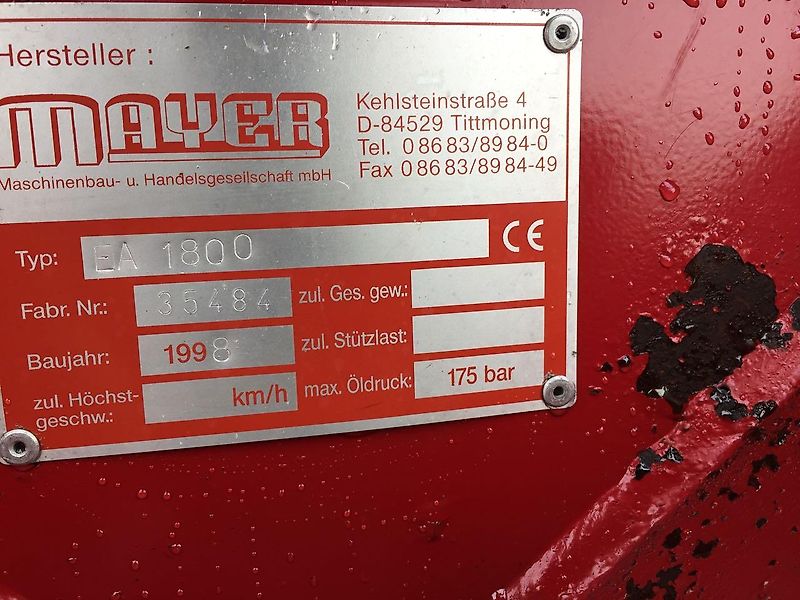 Hersteller :
MAYER
Maschinenbau- u. Handelsgesellschaft mbH
Kehlsteinstraße 4
D-84529 Tittmoning
Tel. 0 86 83/89 84-0
Fax 0 86 83/89 84-49
Typ: EA 1800
CE
Fabr. Nr.: 35484
zul. Ges. gew.:
Baujahr: 1998
zul. Stützlast:
zul. Höchst-
geschw.: km/h
max. Öldruck: 175 bar